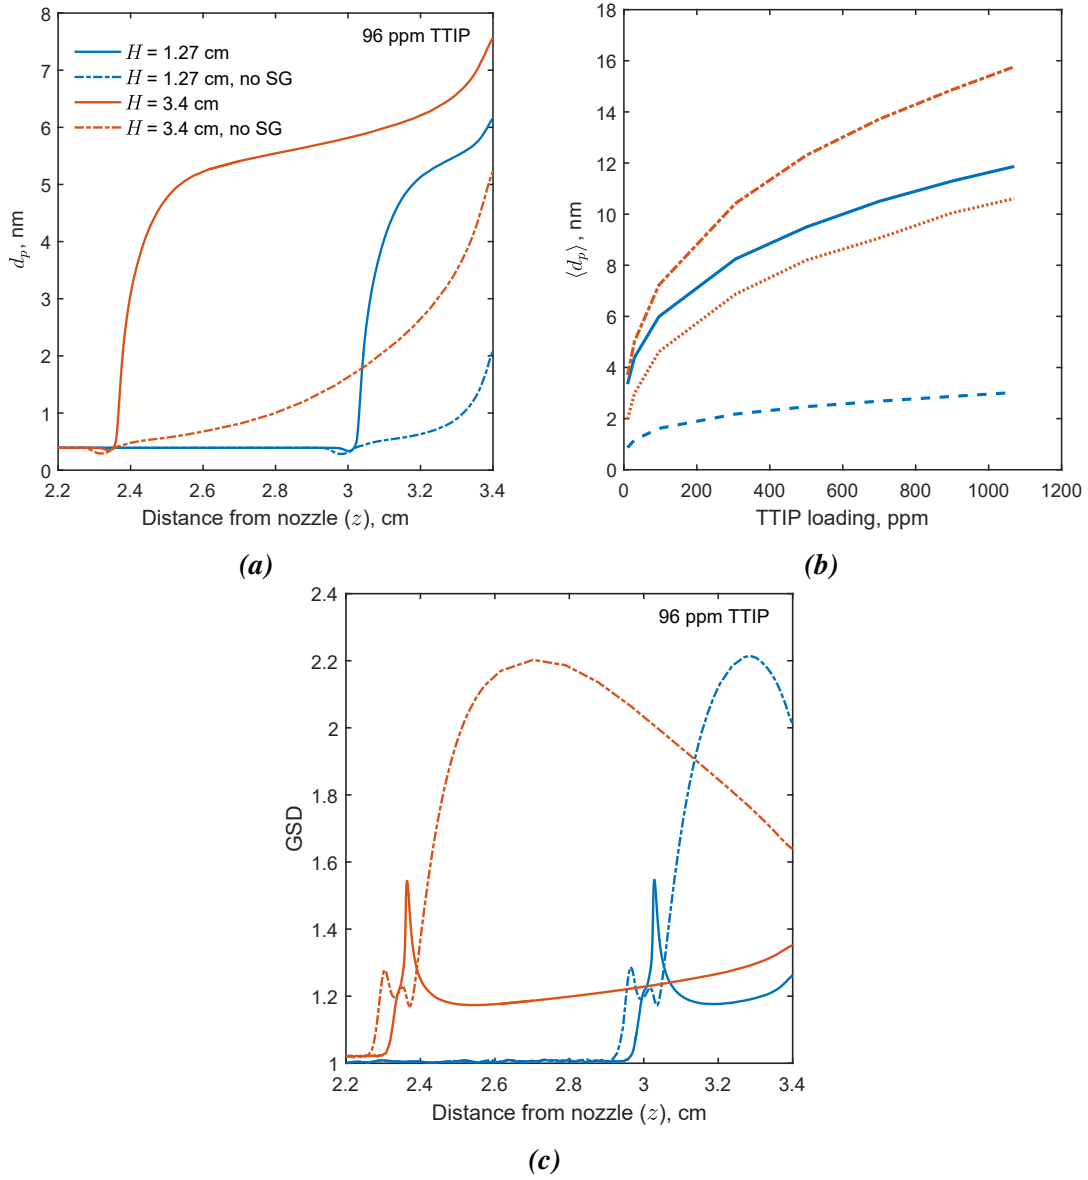 8
7
6
5
4
3
2
1
0
d_p, nm
96 ppm TTIP
H = 1.27 cm
H = 1.27 cm, no SG
H = 3.4 cm
H = 3.4 cm, no SG
2.2 2.4 2.6 2.8 3 3.2 3.4
Distance from nozzle (z), cm
(a)
18
16
14
12
10
8
6
4
2
0
⟨d_p⟩, nm
0 200 400 600 800 1000 1200
TTIP loading, ppm
(b)
2.4
2.2
2
1.8
1.6
1.4
1.2
1
GSD
96 ppm TTIP
2.2 2.4 2.6 2.8 3 3.2 3.4
Distance from nozzle (z), cm
(c)